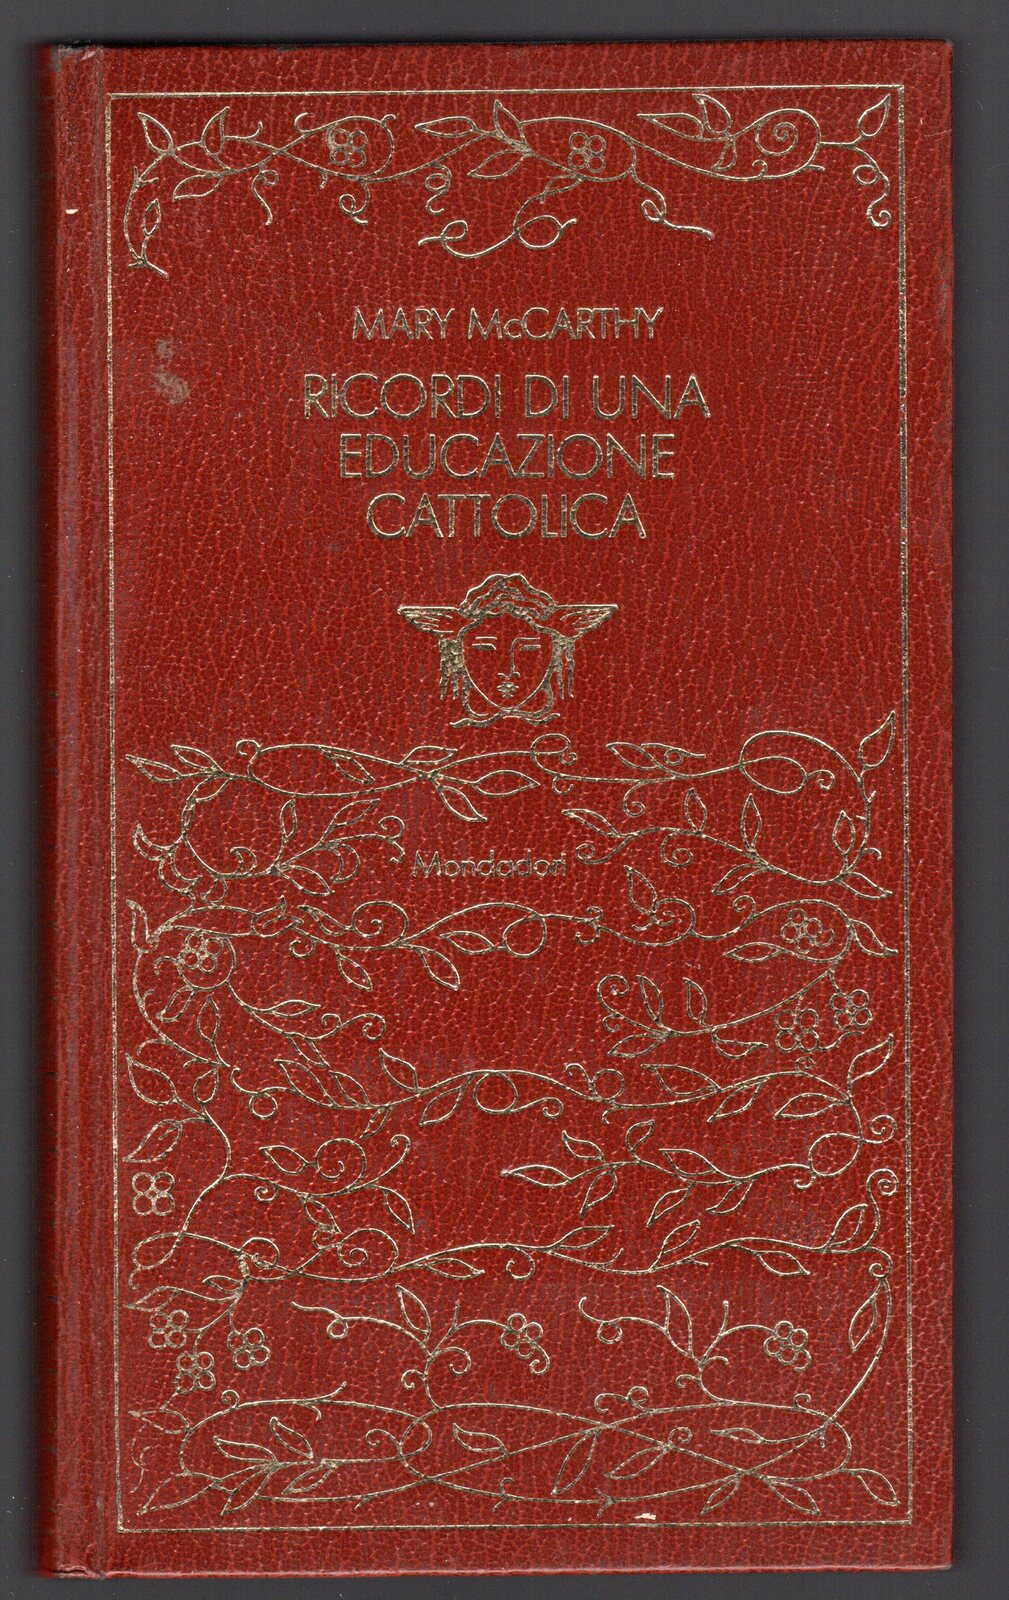 MARY McCARTHY
RICORDI DI UNA
EDUCAZIONE
CATTOLICA
Mondadori